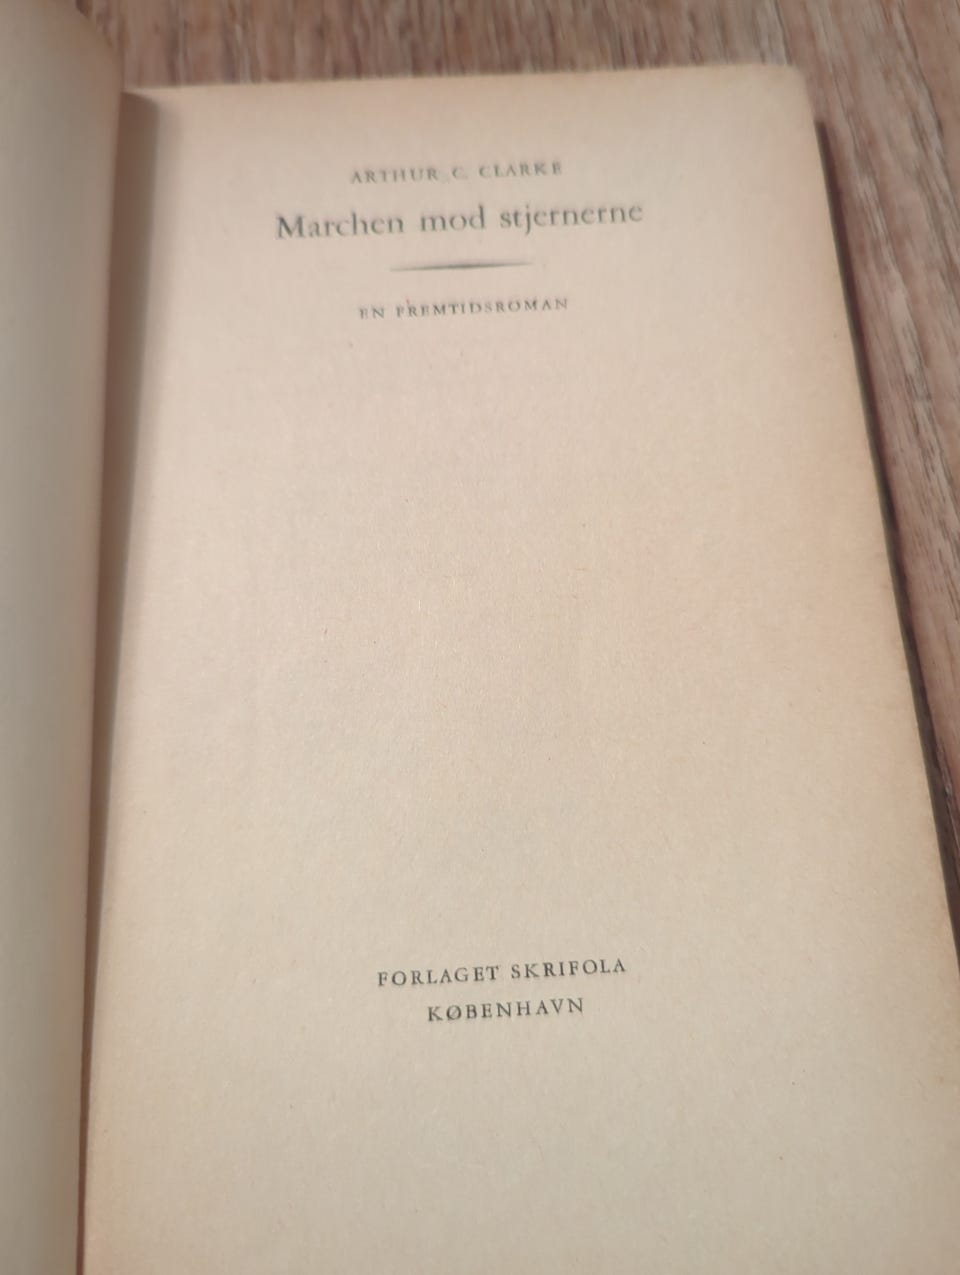 ARTHUR C. CLARKE
Marchen mod stjernerne
EN FREMTIDSROMAN
FORLAGET SKRIFOLA
KØBENHAVN